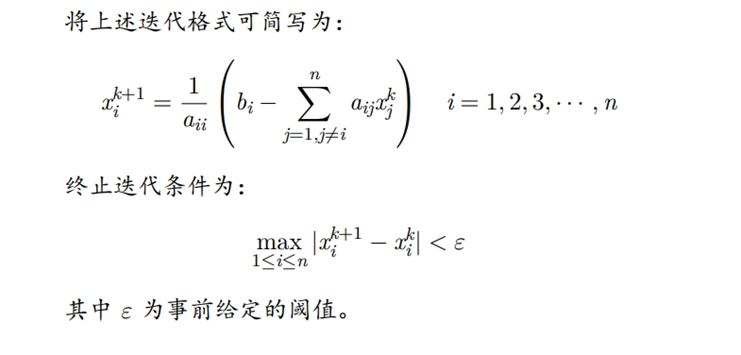 将上述迭代格式可简写为：
x_i^{k+1} = \frac{1}{a_{ii}} \left( b_i - \sum_{j=1, j \neq i}^{n} a_{ij} x_j^k \right) \quad i = 1, 2, 3, \cdots, n
终止迭代条件为：
\max_{1 \leq i \leq n} |x_i^{k+1} - x_i^k| < \varepsilon
其中 ε 为事前给定的阈值。